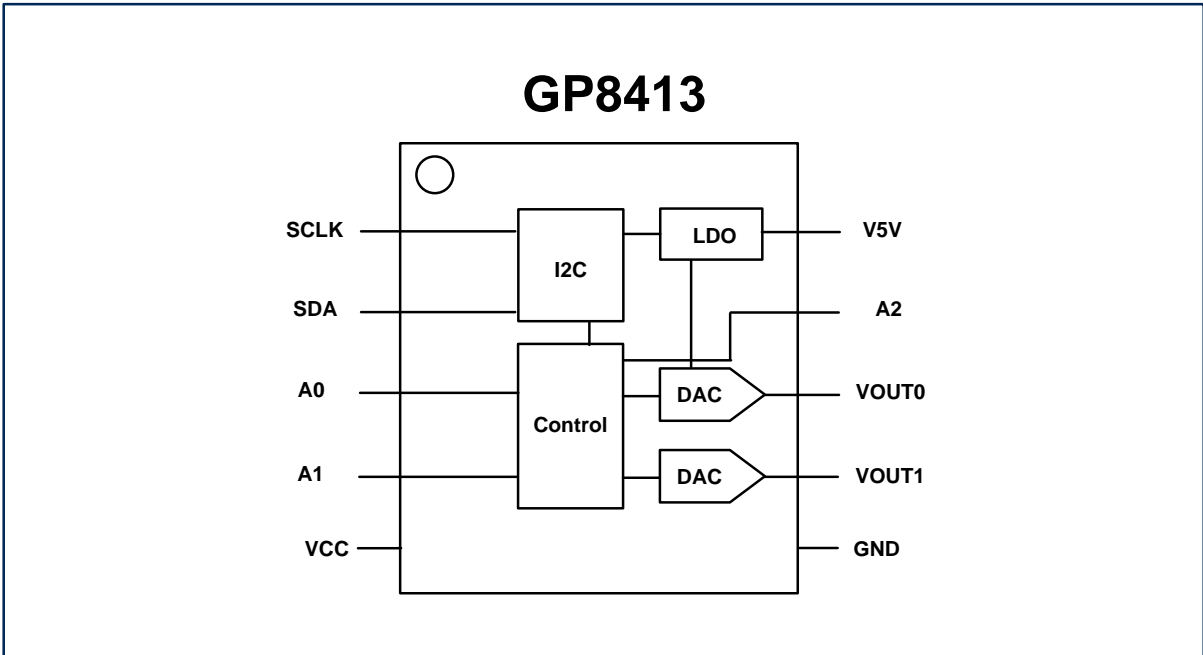 GP8413
SCLK
LDO
V5V
I2C
SDA
A2
A0
DAC
VOUT0
Control
A1
DAC
VOUT1
VCC
GND